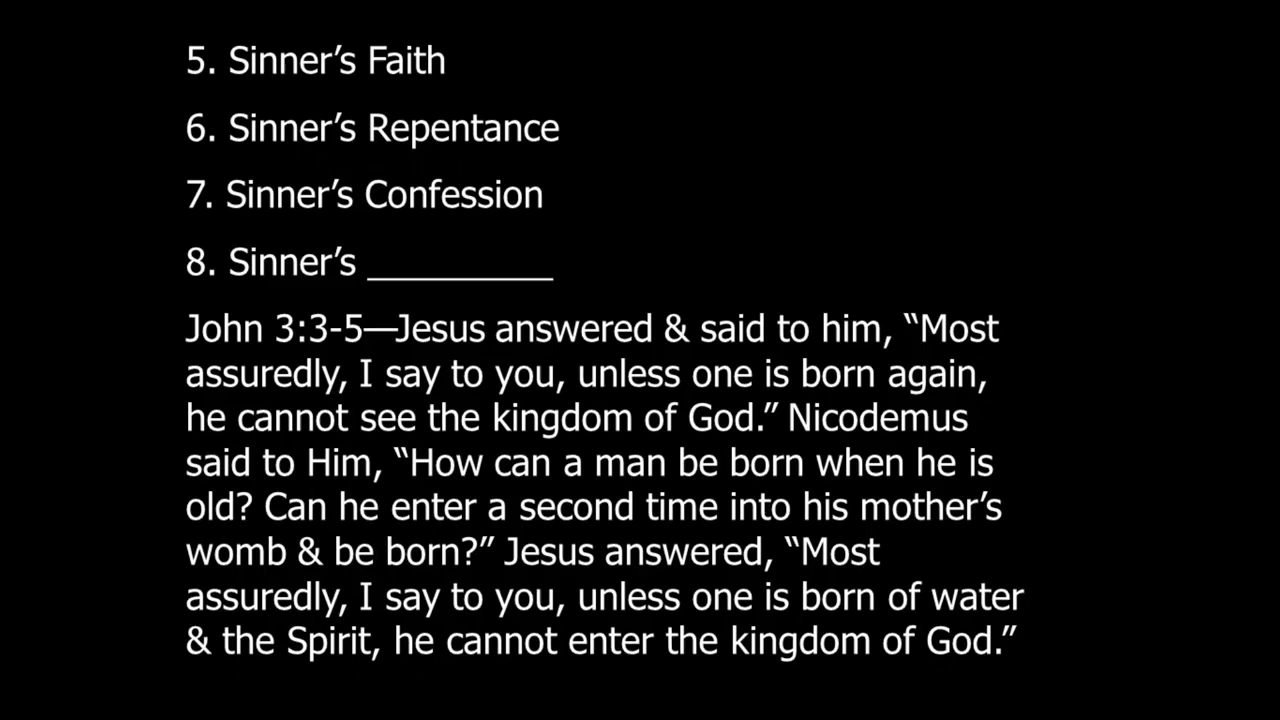 5. Sinner’s Faith
6. Sinner’s Repentance
7. Sinner’s Confession
8. Sinner’s __________
John 3:3-5—Jesus answered & said to him, “Most
assuredly, I say to you, unless one is born again,
he cannot see the kingdom of God.” Nicodemus
said to Him, “How can a man be born when he is
old? Can he enter a second time into his mother’s
womb & be born?” Jesus answered, “Most
assuredly, I say to you, unless one is born of water
& the Spirit, he cannot enter the kingdom of God.”